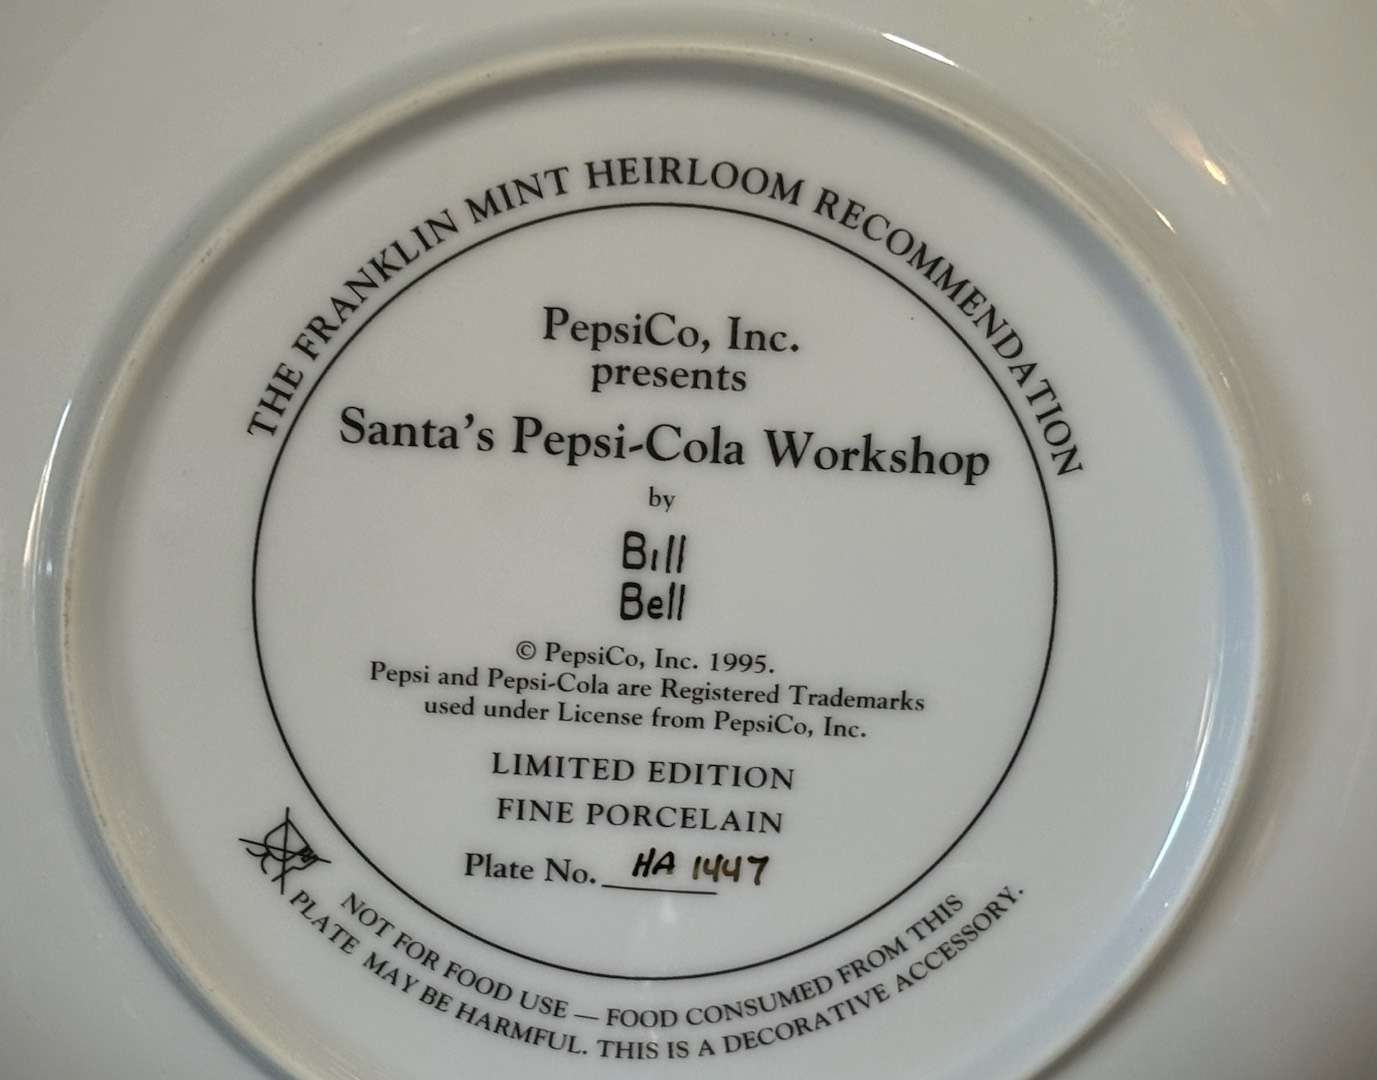 THE FRANKLIN MINT HEIRLOOM RECOMMENDATION
PepsiCo, Inc.
presents
Santa's Pepsi-Cola Workshop
by
Bill
Bell
© PepsiCo, Inc. 1995.
Pepsi and Pepsi-Cola are Registered Trademarks
used under License from PepsiCo, Inc.
LIMITED EDITION
FINE PORCELAIN
Plate No. HA 1447
NOT FOR FOOD USE — FOOD CONSUMED FROM THIS
PLATE MAY BE HARMFUL. THIS IS A DECORATIVE ACCESSORY.